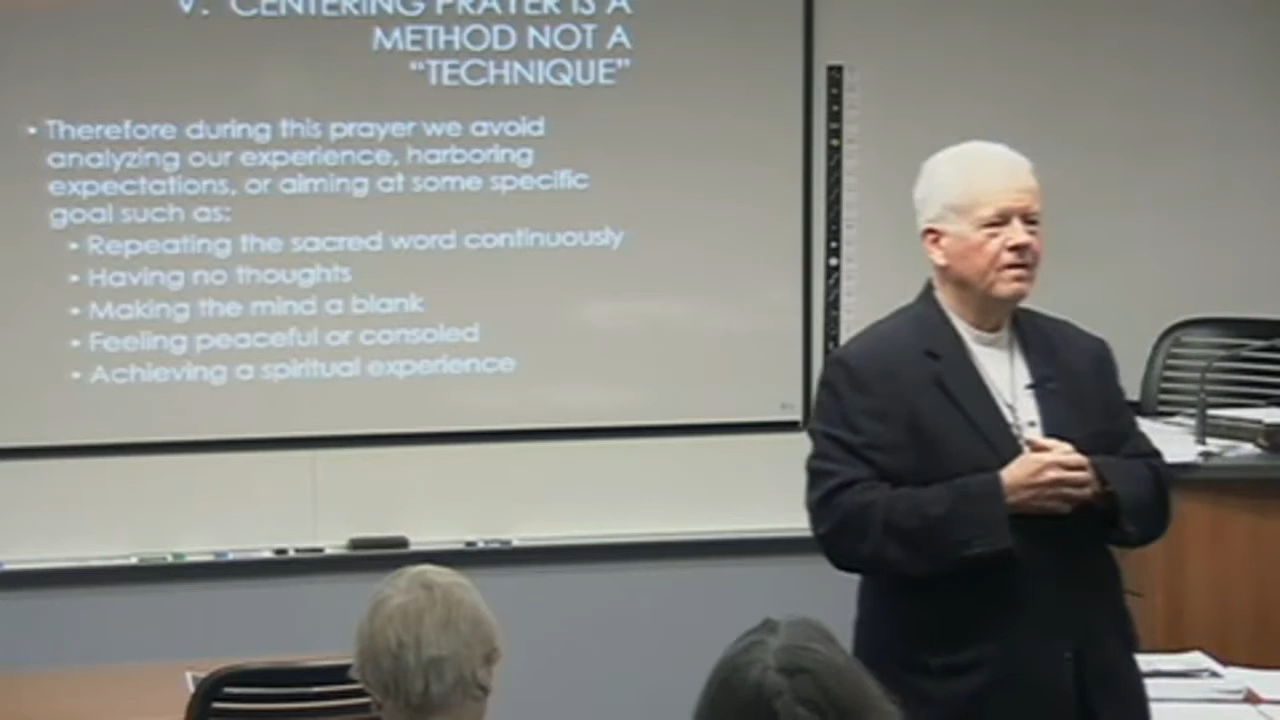 V. CENTERING PRAYER IS A
METHOD NOT A
“TECHNIQUE”
• Therefore during this prayer we avoid
analyzing our experience, harboring
expectations, or aiming at some specific
goal such as:
• Repeating the sacred word continuously
• Having no thoughts
• Making the mind a blank
• Feeling peaceful or consoled
• Achieving a spiritual experience